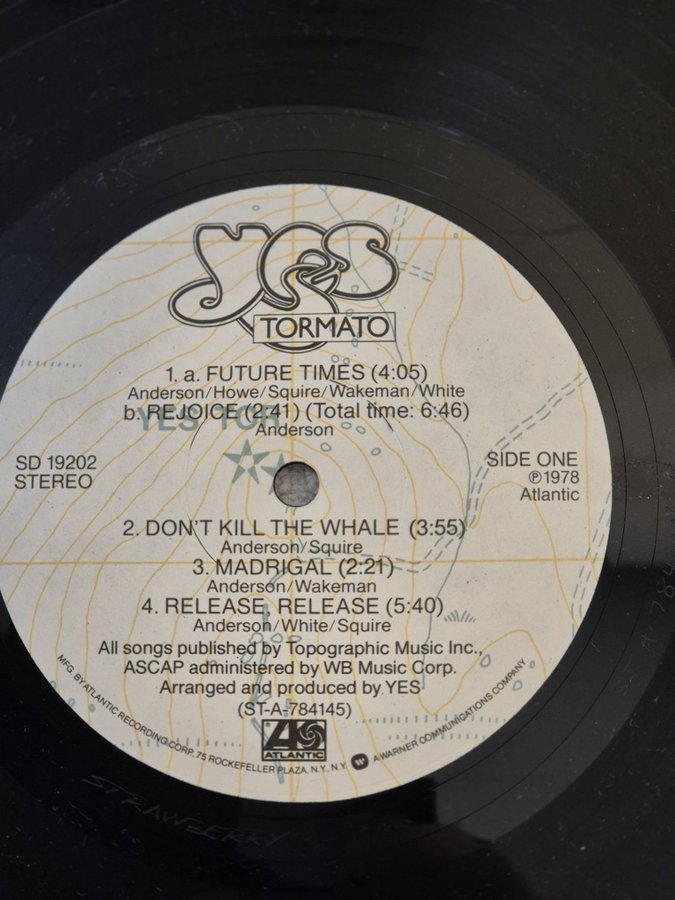 YES
TORMATO
1. a. FUTURE TIMES (4:05)
Anderson/Howe/Squire/Wakeman/White
b. REJOICE (2:41) (Total time: 6:46)
Anderson
YES TOR
SD 19202
STEREO
SIDE ONE
℗1978
Atlantic
2. DON'T KILL THE WHALE (3:55)
Anderson/Squire
3. MADRIGAL (2:21)
Anderson/Wakeman
4. RELEASE, RELEASE (5:40)
Anderson/White/Squire
All songs published by Topographic Music Inc.,
ASCAP administered by WB Music Corp.
Arranged and produced by YES
(ST-A-784145)
ATLANTIC
MFG. BY ATLANTIC RECORDING CORP. 75 ROCKEFELLER PLAZA, N.Y., N.Y. W A WARNER COMMUNICATIONS COMPANY
STRAWBERRY